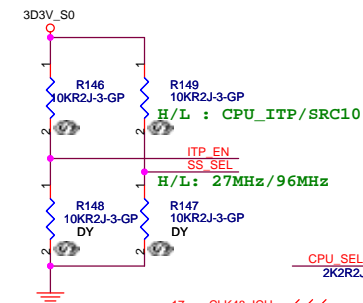 3D3V_S0
1 1
R146 R149
10KR2J-3-GP 10KR2J-3-GP
H/L : CPU_ITP/SRC10
2 2
ITP_EN
SS_SEL
H/L: 27MHz/96MHz
1 1
R148 R147
10KR2J-3-GP 10KR2J-3-GP
DY DY
2 2
CPU_SEL
2K2R2J